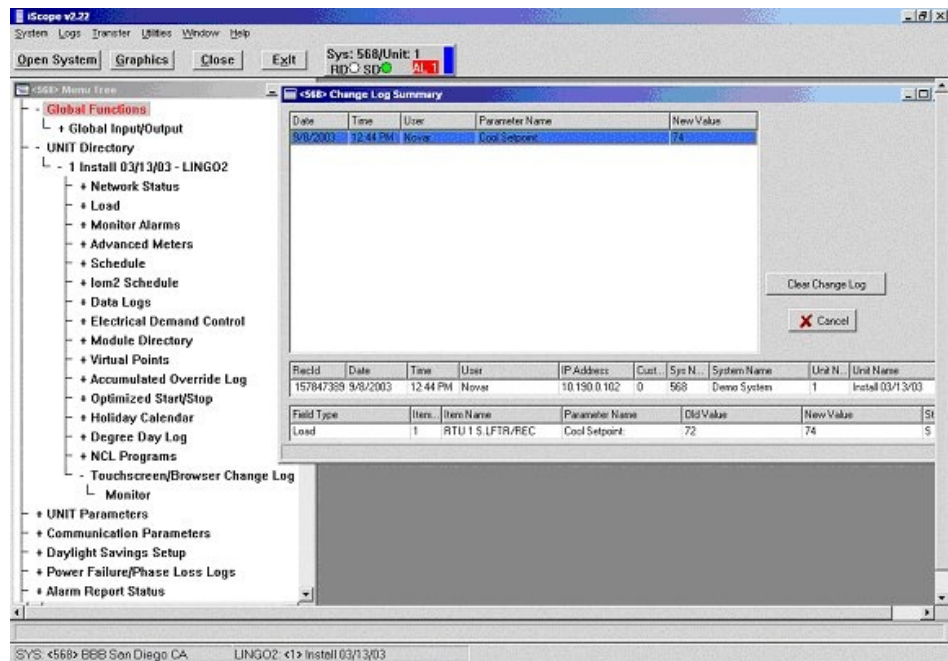 iScope v2.22
System Logs Transfer Utilities Window Help
Open System Graphics Close Exit Sys: 568/Unit: 1
RD SD AL 1
<568> Menu Tree
- Global Functions
+ Global Input/Output
- UNIT Directory
- 1 Install 03/13/03 - LINGO2
+ Network Status
+ Load
+ Monitor Alarms
+ Advanced Meters
+ Schedule
+ Iom2 Schedule
+ Data Logs
+ Electrical Demand Control
+ Module Directory
+ Virtual Points
+ Accumulated Override Log
+ Optimized Start/Stop
+ Holiday Calendar
+ Degree Day Log
+ NCL Programs
- Touchscreen/Browser Change Log
Monitor
+ UNIT Parameters
+ Communication Parameters
+ Daylight Savings Setup
+ Power Failure/Phase Loss Logs
+ Alarm Report Status
<568> Change Log Summary
Date Time User Parameter Name New Value
9/8/2003 12:44 PM Novar Cool Setpoint: 74
Clear Change Log
Cancel
RecId Date Time User IP Address Cust... Sys N... System Name Unit N... Unit Name
157847389 9/8/2003 12:44 PM Novar 10.190.0.102 0 568 Demo System 1 Install 03/13/03
Field Type Item... Item Name Parameter Name Old Value New Value St
Load 1 RTU 1 S.LFTR/REC Cool Setpoint: 72 74 S
SYS: <568> BBB San Diego CA LINGO2: <1> Install 03/13/03